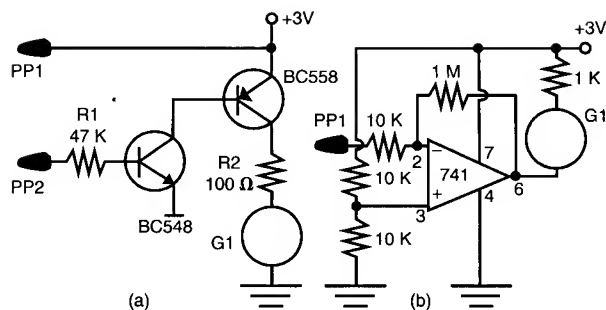 +3V
PP1
BC558
R1
47 K
PP2
BC548
R2
100 Ω
G1
(a)
+3V
1 M
1 K
G1
PP1
10 K
2
−
7
10 K
741
6
+
3
4
10 K
(b)